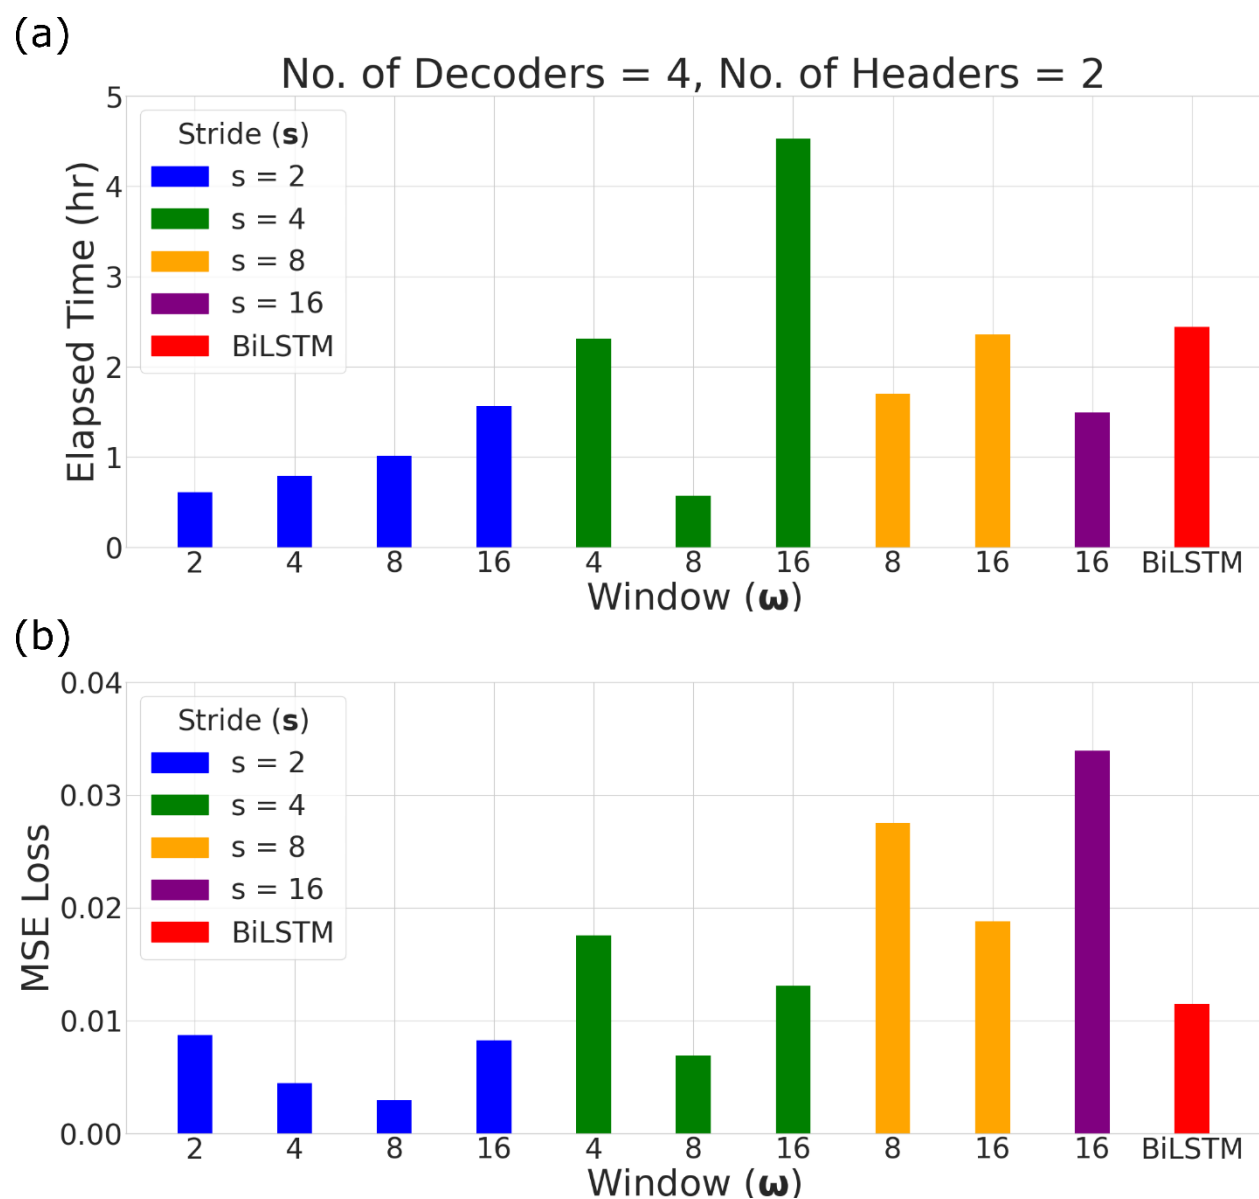 (a)
No. of Decoders = 4, No. of Headers = 2
Elapsed Time (hr)
5
4
3
2
1
0
Stride (s)
s = 2
s = 4
s = 8
s = 16
BiLSTM
2 4 8 16 4 8 16 8 16 16 BiLSTM
Window (ω)
(b)
MSE Loss
0.04
0.03
0.02
0.01
0.00
Stride (s)
s = 2
s = 4
s = 8
s = 16
BiLSTM
2 4 8 16 4 8 16 8 16 16 BiLSTM
Window (ω)